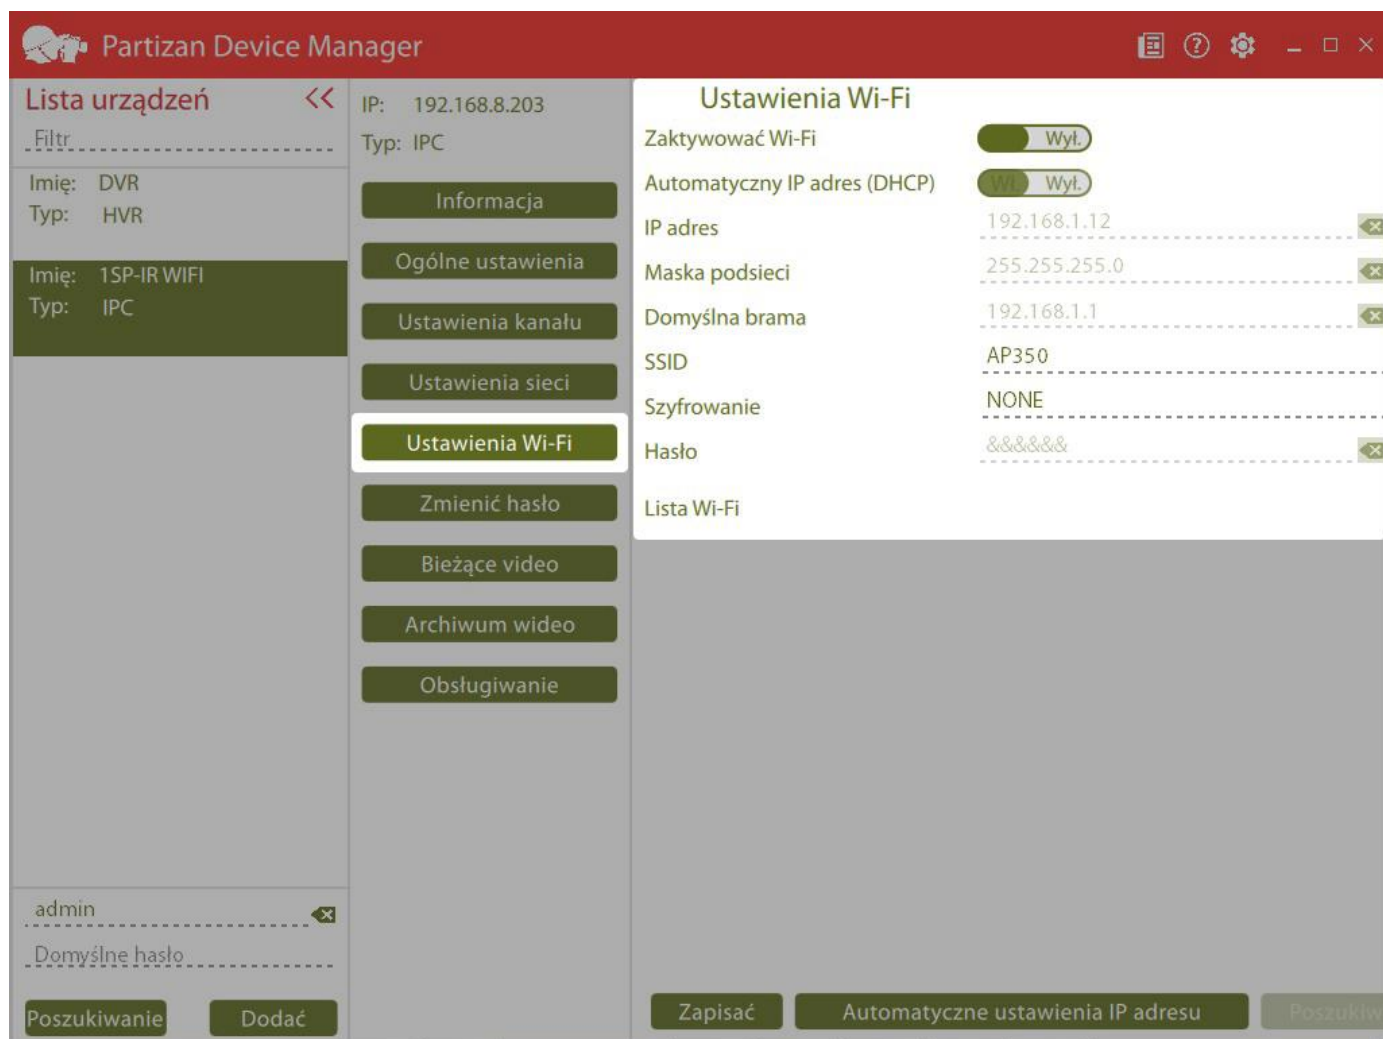 Partizan Device Manager
Lista urządzeń <<
Filtr
Imię: DVR
Typ: HVR
Imię: 1SP-IR WIFI
Typ: IPC
admin
Domyślne hasło
Poszukiwanie Dodać
IP: 192.168.8.203
Typ: IPC
Informacja
Ogólne ustawienia
Ustawienia kanału
Ustawienia sieci
Ustawienia Wi-Fi
Zmienić hasło
Bieżące video
Archiwum wideo
Obsługiwanie
Ustawienia Wi-Fi
Zaktywować Wi-Fi Wył.
Automatyczny IP adres (DHCP) Wł. Wył.
IP adres 192.168.1.12
Maska podsieci 255.255.255.0
Domyślna brama 192.168.1.1
SSID AP350
Szyfrowanie NONE
Hasło &&&&&&
Lista Wi-Fi
Zapisać Automatyczne ustawienia IP adresu